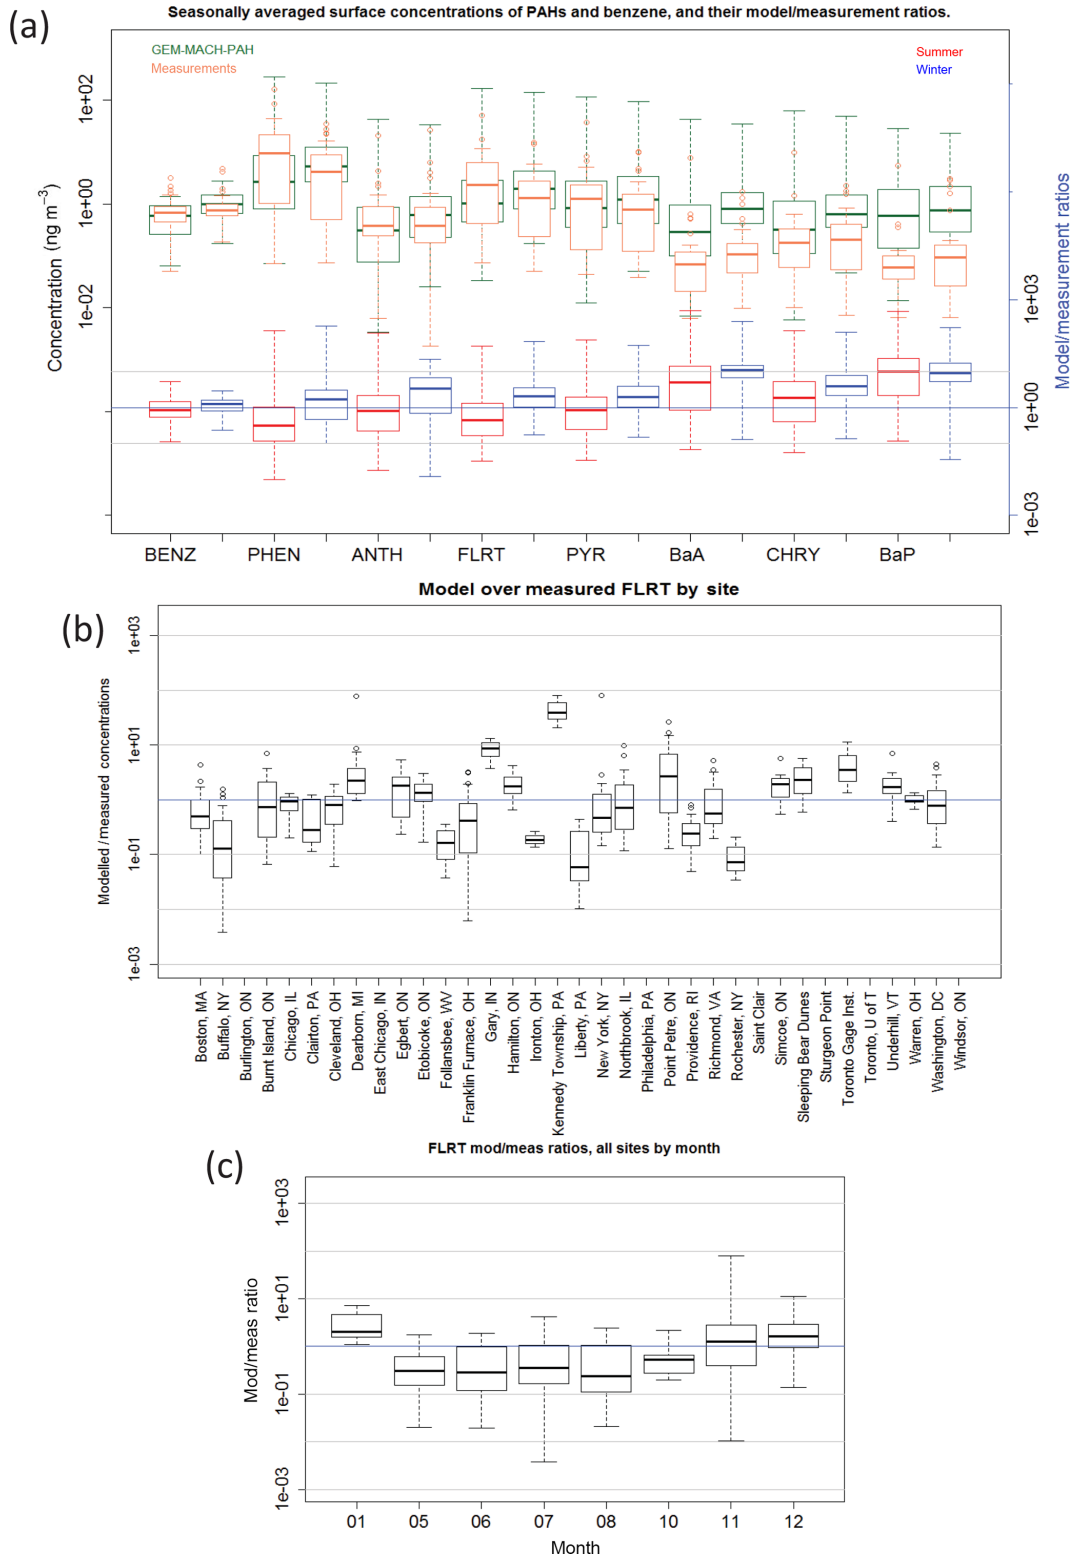 (a)
Seasonally averaged surface concentrations of PAHs and benzene, and their model/measurement ratios.
GEM-MACH-PAH
Measurements
Summer
Winter
Concentration (ng m⁻³)
1e+02
1e+00
1e-02
Model/measurement ratios
1e+03
1e+00
1e-03
BENZ PHEN ANTH FLRT PYR BaA CHRY BaP
(b)
Model over measured FLRT by site
Modelled / measured concentrations
1e+03
1e+01
1e-01
1e-03
Boston, MA
Buffalo, NY
Burlington, ON
Burnt Island, ON
Chicago, IL
Clairton, PA
Cleveland, OH
Dearborn, MI
East Chicago, IN
Egbert, ON
Etobicoke, ON
Follansbee, WV
Franklin Furnace, OH
Gary, IN
Hamilton, ON
Ironton, OH
Kennedy Township, PA
Liberty, PA
New York, NY
Northbrook, IL
Philadelphia, PA
Point Petre, ON
Providence, RI
Richmond, VA
Rochester, NY
Saint Clair
Simcoe, ON
Sleeping Bear Dunes
Sturgeon Point
Toronto Gage Inst.
Toronto, U of T
Underhill, VT
Warren, OH
Washington, DC
Windsor, ON
(c)
FLRT mod/meas ratios, all sites by month
Mod/meas ratio
1e+03
1e+01
1e-01
1e-03
01 05 06 07 08 10 11 12
Month